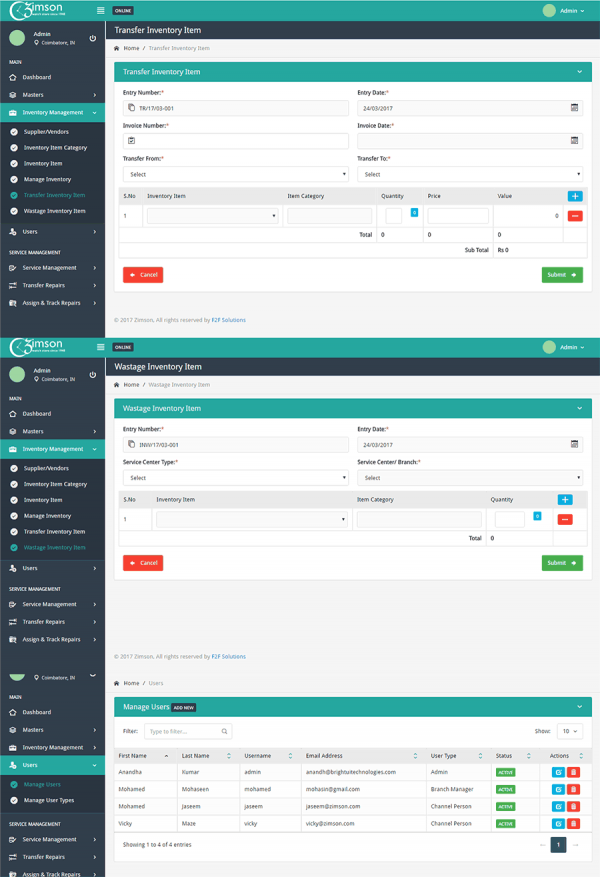 Zimson
ONLINE
Admin
Admin
Coimbatore, IN
MAIN
Dashboard
Masters
Inventory Management
Supplier/Vendors
Inventory Item Category
Inventory Item
Manage Inventory
Transfer Inventory Item
Wastage Inventory Item
Users
SERVICE MANAGEMENT
Service Management
Transfer Repairs
Assign & Track Repairs
Transfer Inventory Item
Home / Transfer Inventory Item
Transfer Inventory Item
Entry Number:* Entry Date:*
TR/17/03-001 24/03/2017
Invoice Number:* Invoice Date:*
Transfer From:* Transfer To:*
Select Select
S.No Inventory Item Item Category Quantity Price Value
1 0 0
Total 0 0 0
Sub Total Rs 0
Cancel Submit
© 2017 Zimson, All rights reserved by F2F Solutions
Zimson
ONLINE
Admin
Admin
Coimbatore, IN
MAIN
Dashboard
Masters
Inventory Management
Supplier/Vendors
Inventory Item Category
Inventory Item
Manage Inventory
Transfer Inventory Item
Wastage Inventory Item
Users
SERVICE MANAGEMENT
Service Management
Transfer Repairs
Assign & Track Repairs
Wastage Inventory Item
Home / Wastage Inventory Item
Wastage Inventory Item
Entry Number:* Entry Date:*
INW/17/03-001 24/03/2017
Service Center Type:* Service Center/ Branch:*
Select Select
S.No Inventory Item Item Category Quantity
1 0
Total 0
Cancel Submit
© 2017 Zimson, All rights reserved by F2F Solutions
Coimbatore, IN
MAIN
Dashboard
Masters
Inventory Management
Users
Manage Users
Manage User Types
SERVICE MANAGEMENT
Service Management
Transfer Repairs
Assign & Track Repairs
Home / Users
Manage Users ADD NEW
Filter: Type to filter... Show: 10
First Name Last Name Username Email Address User Type Status Actions
Anandha Kumar admin anandh@brightuitechnologies.com Admin ACTIVE
Mohamed Mohaseen mohamed mohasin@gmail.com Branch Manager ACTIVE
Mohamed Jaseem jaseem jaseem@zimson.com Channel Person ACTIVE
Vicky Maze vicky vicky@zimson.com Channel Person ACTIVE
Showing 1 to 4 of 4 entries ← 1 →